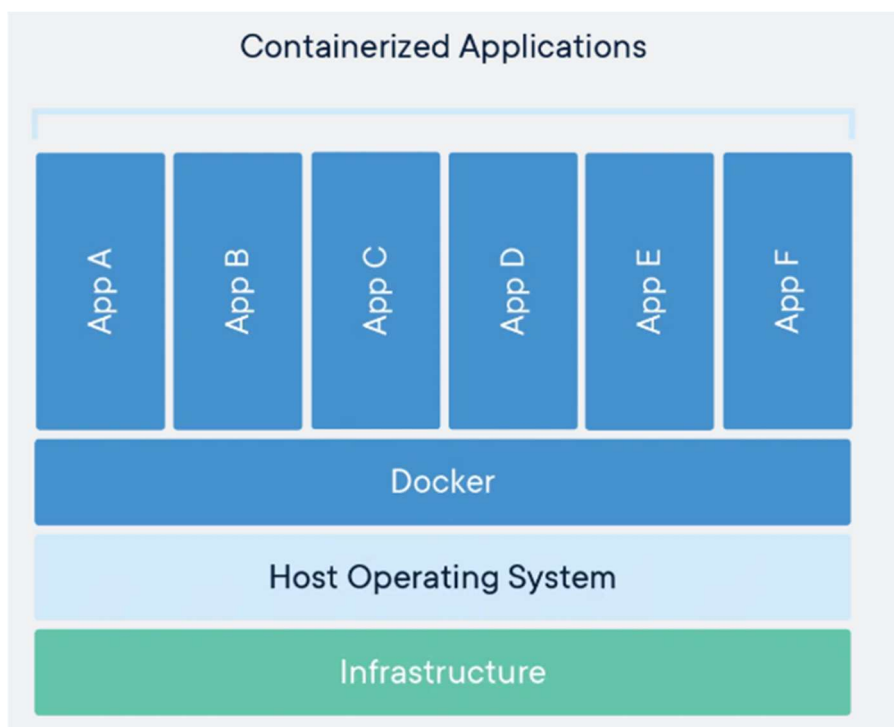 Containerized Applications
App A
App B
App C
App D
App E
App F
Docker
Host Operating System
Infrastructure